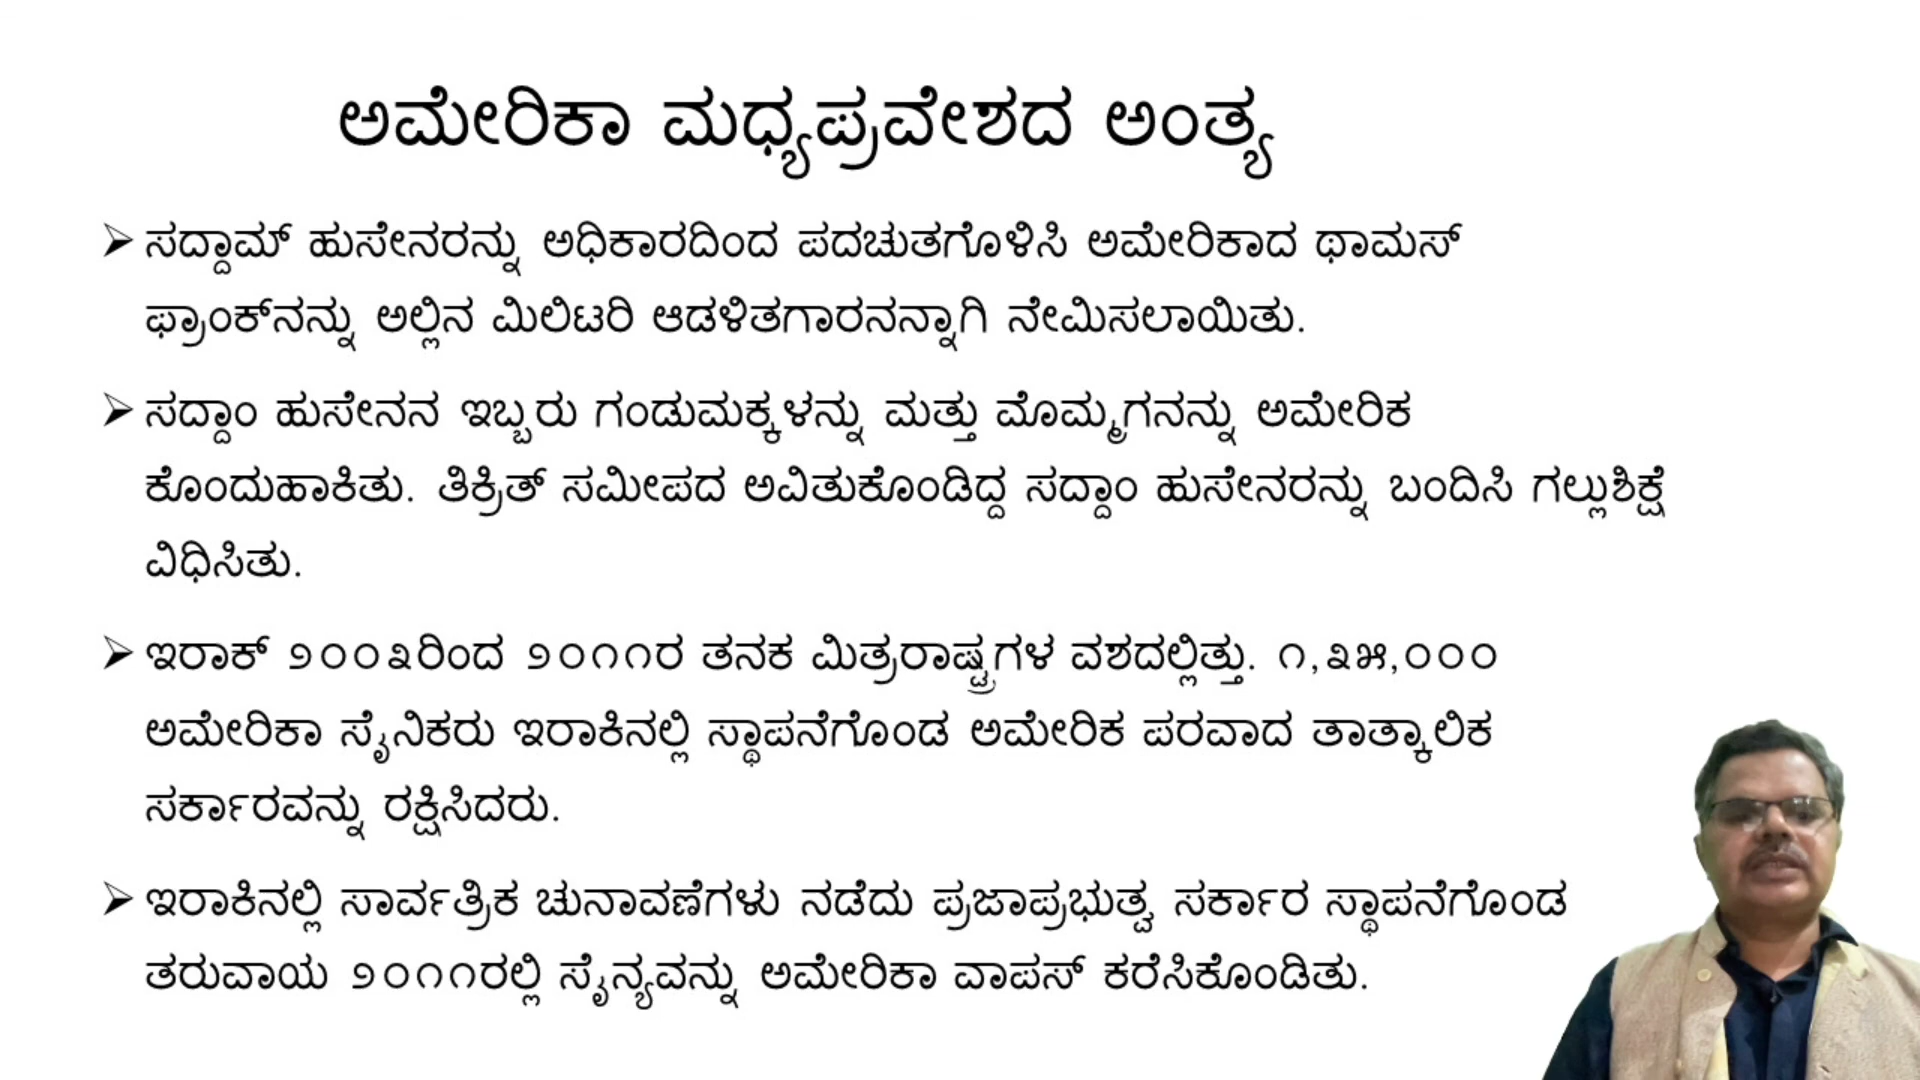 ಅಮೇರಿಕಾ ಮಧ್ಯಪ್ರವೇಶದ ಅಂತ್ಯ
➢ ಸದ್ದಾಮ್ ಹುಸೇನರನ್ನು ಅಧಿಕಾರದಿಂದ ಪದಚುತಗೊಳಿಸಿ ಅಮೇರಿಕಾದ ಥಾಮಸ್
ಫ್ರಾಂಕ್‌ನನ್ನು ಅಲ್ಲಿನ ಮಿಲಿಟರಿ ಆಡಳಿತಗಾರನನ್ನಾಗಿ ನೇಮಿಸಲಾಯಿತು.
➢ ಸದ್ದಾಂ ಹುಸೇನನ ಇಬ್ಬರು ಗಂಡುಮಕ್ಕಳನ್ನು ಮತ್ತು ಮೊಮ್ಮಗನನ್ನು ಅಮೇರಿಕ
ಕೊಂದುಹಾಕಿತು. ತಿಕ್ರಿತ್ ಸಮೀಪದ ಅವಿತುಕೊಂಡಿದ್ದ ಸದ್ದಾಂ ಹುಸೇನರನ್ನು ಬಂದಿಸಿ ಗಲ್ಲುಶಿಕ್ಷೆ
ವಿಧಿಸಿತು.
➢ ಇರಾಕ್ ೨೦೦೩ರಿಂದ ೨೦೧೧ರ ತನಕ ಮಿತ್ರರಾಷ್ಟ್ರಗಳ ವಶದಲ್ಲಿತ್ತು. ೧,೩೫,೦೦೦
ಅಮೇರಿಕಾ ಸೈನಿಕರು ಇರಾಕಿನಲ್ಲಿ ಸ್ಥಾಪನೆಗೊಂಡ ಅಮೇರಿಕ ಪರವಾದ ತಾತ್ಕಾಲಿಕ
ಸರ್ಕಾರವನ್ನು ರಕ್ಷಿಸಿದರು.
➢ ಇರಾಕಿನಲ್ಲಿ ಸಾರ್ವತ್ರಿಕ ಚುನಾವಣೆಗಳು ನಡೆದು ಪ್ರಜಾಪ್ರಭುತ್ವ ಸರ್ಕಾರ ಸ್ಥಾಪನೆಗೊಂಡ
ತರುವಾಯ ೨೦೧೧ರಲ್ಲಿ ಸೈನ್ಯವನ್ನು ಅಮೇರಿಕಾ ವಾಪಸ್ ಕರೆಸಿಕೊಂಡಿತು.